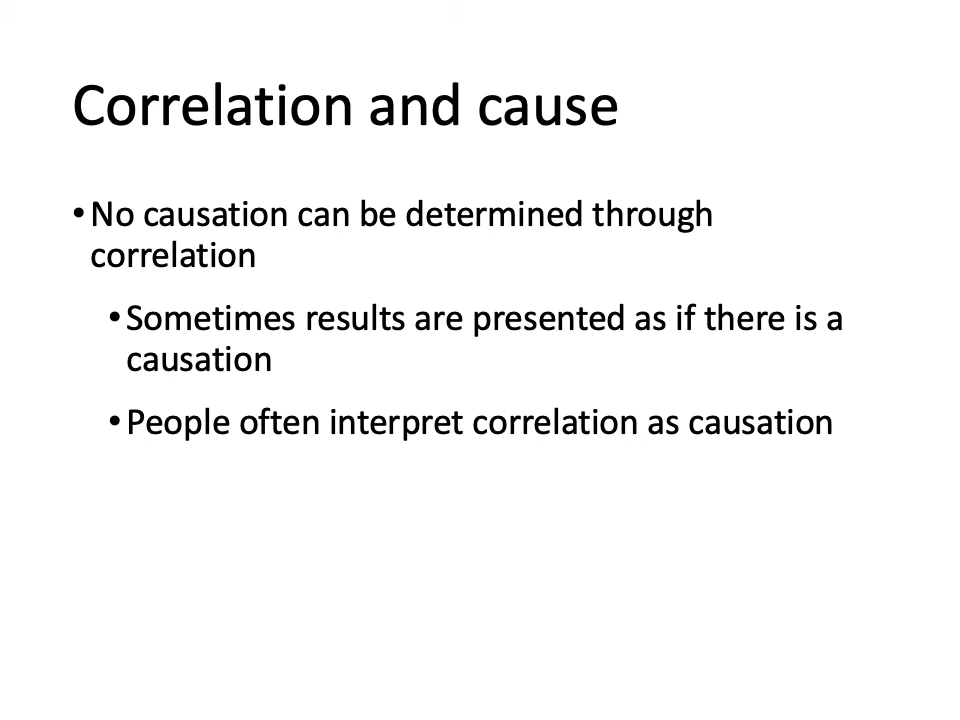 Correlation and cause
• No causation can be determined through
correlation
• Sometimes results are presented as if there is a
causation
• People often interpret correlation as causation